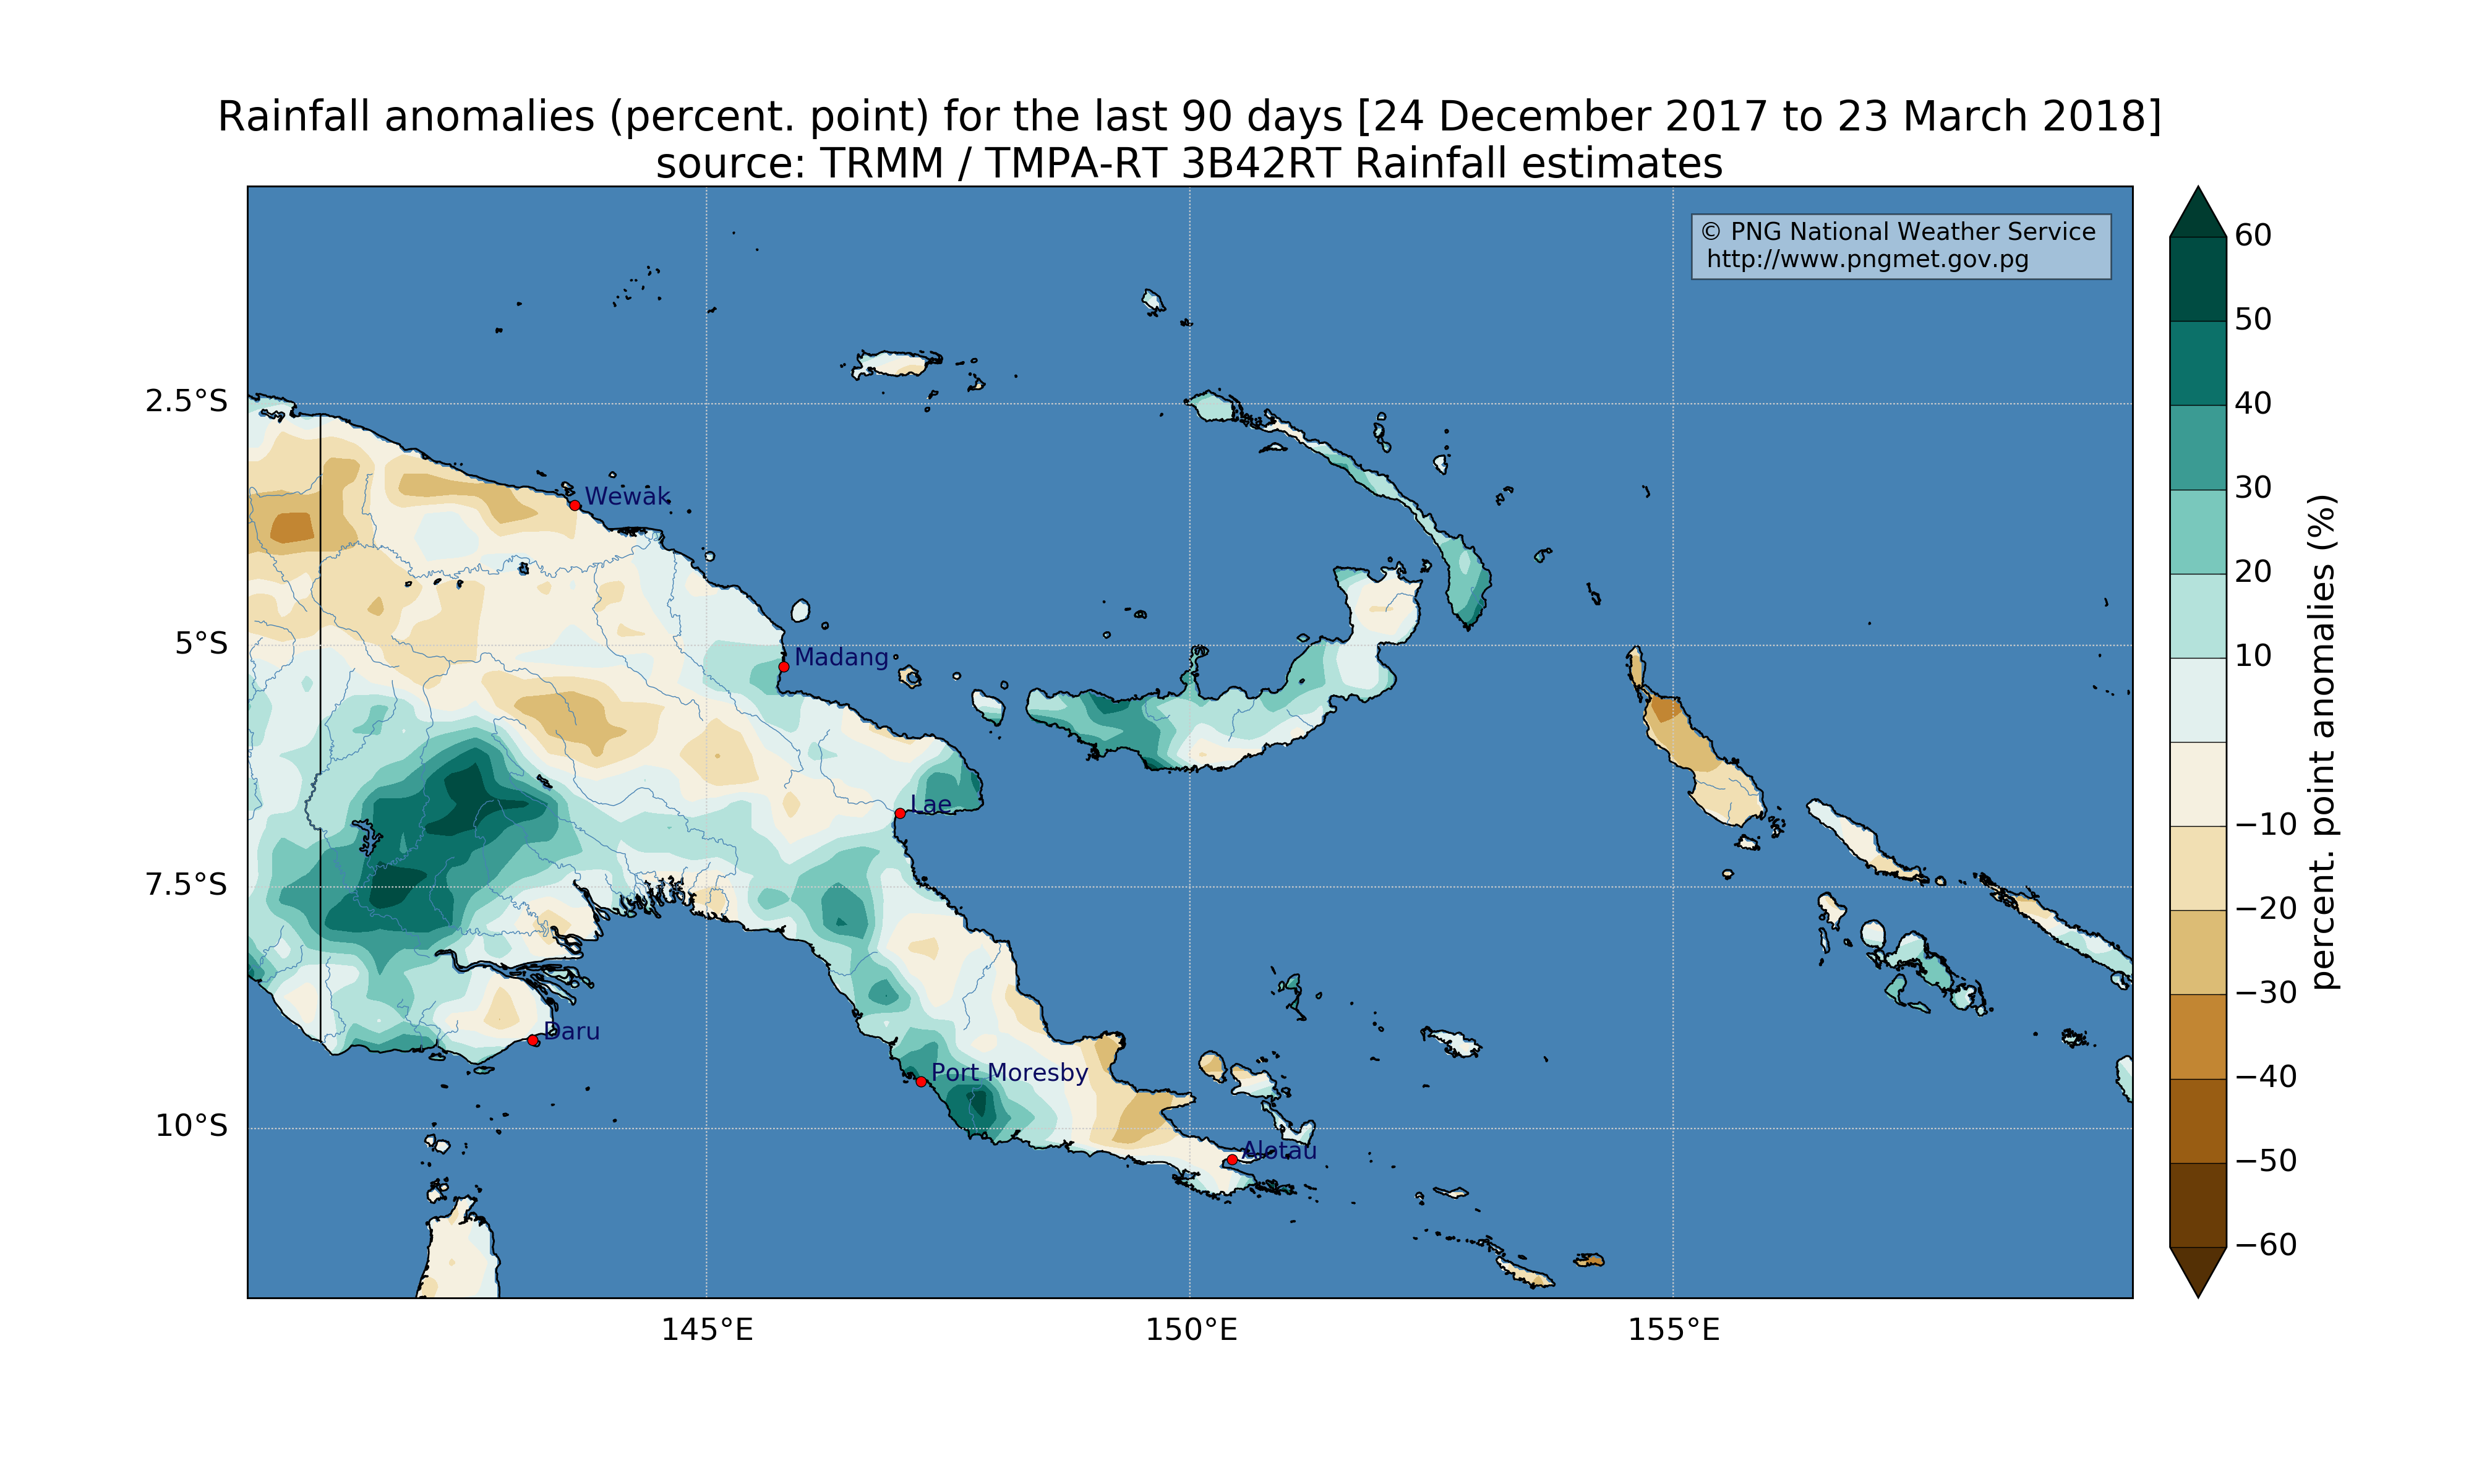 Rainfall anomalies (percent. point) for the last 90 days [24 December 2017 to 23 March 2018]
source: TRMM / TMPA-RT 3B42RT Rainfall estimates
© PNG National Weather Service
http://www.pngmet.gov.pg
2.5°S
5°S
7.5°S
10°S
Wewak
Madang
Lae
Daru
Port Moresby
Alotau
145°E
150°E
155°E
60
50
40
30
20
10
−10
−20
−30
−40
−50
−60
percent. point anomalies (%)